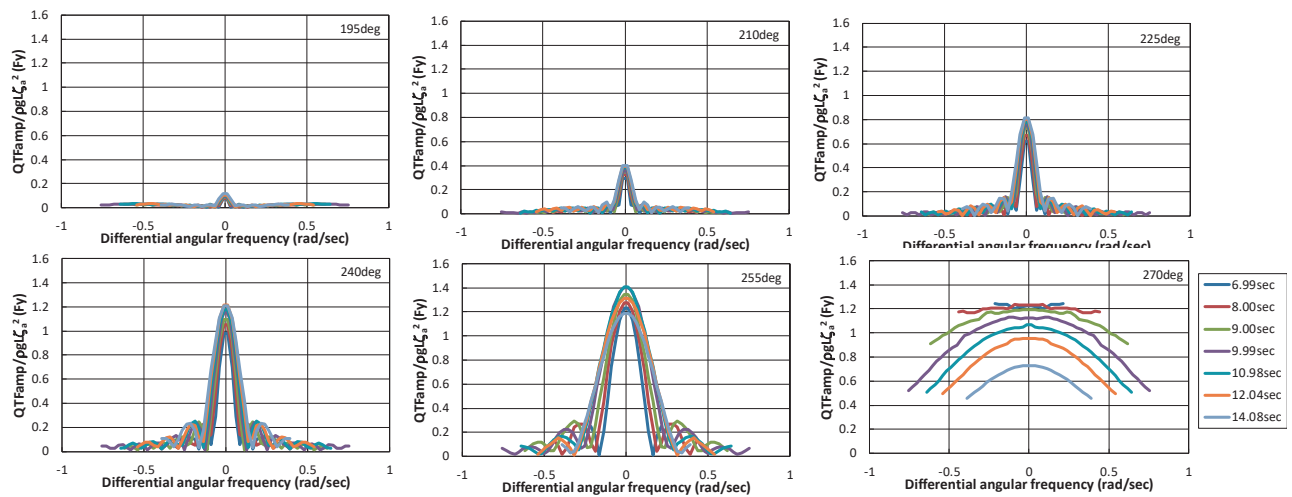 195deg
QTFamp/ρgLζa² (Fy)
1.6
1.4
1.2
1
0.8
0.6
0.4
0.2
0
-1 -0.5 0 0.5 1
Differential angular frequency (rad/sec)
210deg
QTFamp/ρgLζa² (Fy)
1.6
1.4
1.2
1
0.8
0.6
0.4
0.2
0
-1 -0.5 0 0.5 1
Differential angular frequency (rad/sec)
225deg
QTFamp/ρgLζa² (Fy)
1.6
1.4
1.2
1
0.8
0.6
0.4
0.2
0
-1 -0.5 0 0.5 1
Differential angular frequency (rad/sec)
240deg
QTFamp/ρgLζa² (Fy)
1.6
1.4
1.2
1
0.8
0.6
0.4
0.2
0
-1 -0.5 0 0.5 1
Differential angular frequency (rad/sec)
255deg
QTFamp/ρgLζa² (Fy)
1.6
1.4
1.2
1
0.8
0.6
0.4
0.2
0
-1 -0.5 0 0.5 1
Differential angular frequency (rad/sec)
270deg
QTFamp/ρgLζa² (Fy)
1.6
1.4
1.2
1
0.8
0.6
0.4
0.2
0
-1 -0.5 0 0.5 1
Differential angular frequency (rad/sec)
6.99sec
8.00sec
9.00sec
9.99sec
10.98sec
12.04sec
14.08sec